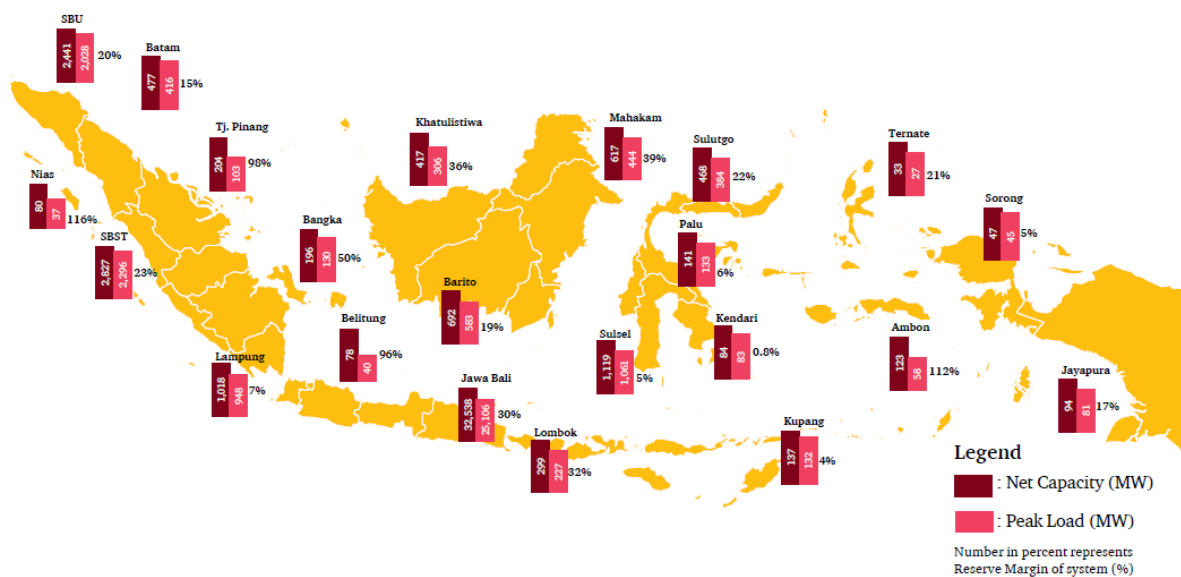 SBU
2,441
2,028
20%
Batam
477
416
15%
Tj. Pinang
204
103
98%
Nias
80
37
116%
SBST
2,827
2,296
23%
Bangka
196
130
50%
Khatulistiwa
417
306
36%
Mahakam
617
444
39%
Sulutgo
468
384
22%
Ternate
33
27
21%
Sorong
47
45
5%
Palu
141
133
6%
Barito
692
583
19%
Belitung
78
40
96%
Lampung
1,018
948
7%
Jawa Bali
32,538
25,106
30%
Lombok
299
227
32%
Sulsel
1,119
1,061
5%
Kendari
84
83
0.8%
Ambon
123
58
112%
Jayapura
94
81
17%
Kupang
137
132
4%
Legend
: Net Capacity (MW)
: Peak Load (MW)
Number in percent represents
Reserve Margin of system (%)